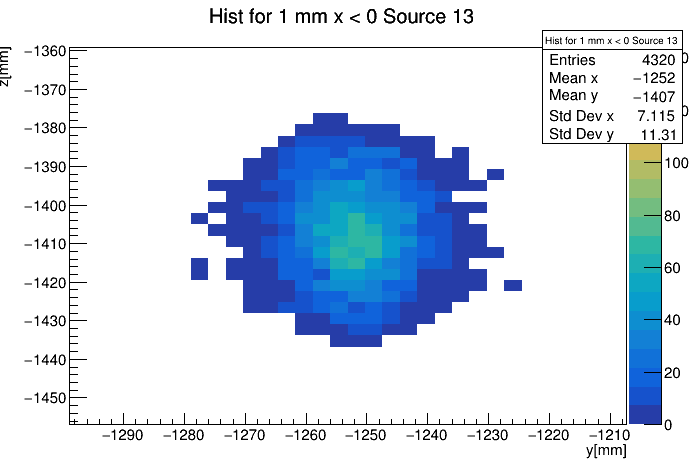 Hist for 1 mm x < 0 Source 13
Hist for 1 mm x < 0 Source 13
Entries 4320
Mean x −1252
Mean y −1407
Std Dev x 7.115
Std Dev y 11.31
z[mm]
−1360
−1370
−1380
−1390
−1400
−1410
−1420
−1430
−1440
−1450
−1290 −1280 −1270 −1260 −1250 −1240 −1230 −1220 −1210
y[mm]
100
80
60
40
20
0